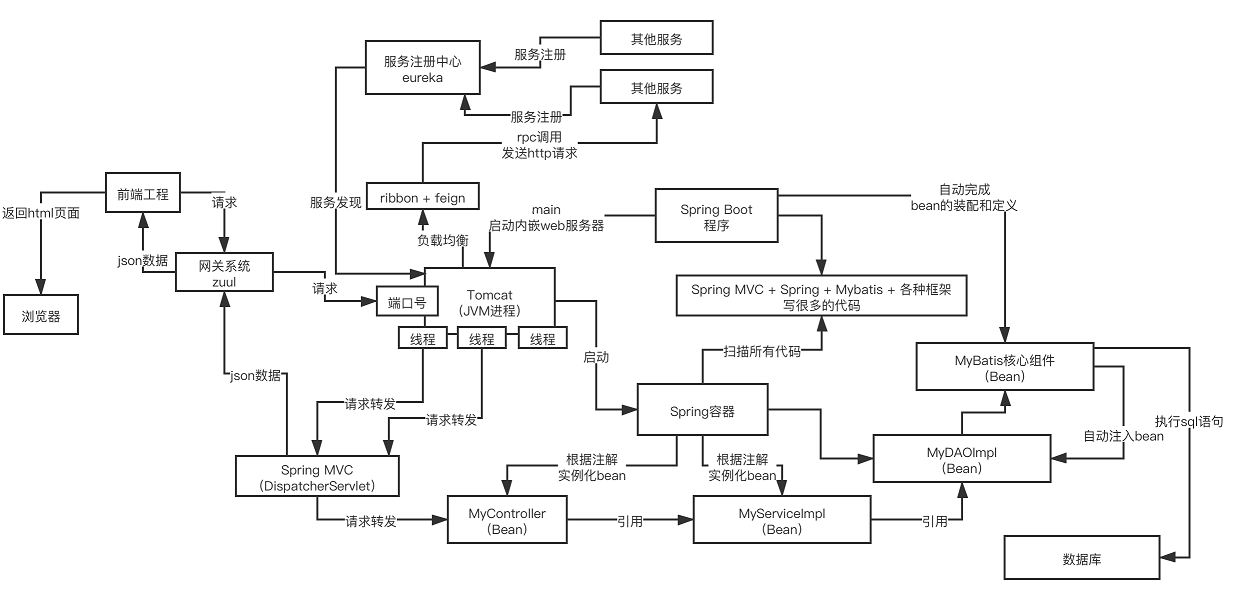 其他服务
服务注册中心
eureka
服务注册
其他服务
服务注册
rpc调用
发送http请求
前端工程
返回html页面
请求
服务发现
ribbon + feign
main
启动内嵌web服务器
Spring Boot
程序
自动完成
bean的装配和定义
负载均衡
json数据
网关系统
zuul
请求
浏览器
端口号
Tomcat
(JVM进程)
线程
线程
线程
Spring MVC + Spring + Mybatis + 各种框架
写很多的代码
启动
扫描所有代码
MyBatis核心组件
(Bean)
json数据
请求转发
请求转发
Spring容器
执行sql语句
自动注入bean
Spring MVC
(DispatcherServlet)
根据注解
实例化bean
根据注解
实例化bean
MyDAOImpl
(Bean)
请求转发
MyController
(Bean)
引用
MyServiceImpl
(Bean)
引用
数据库